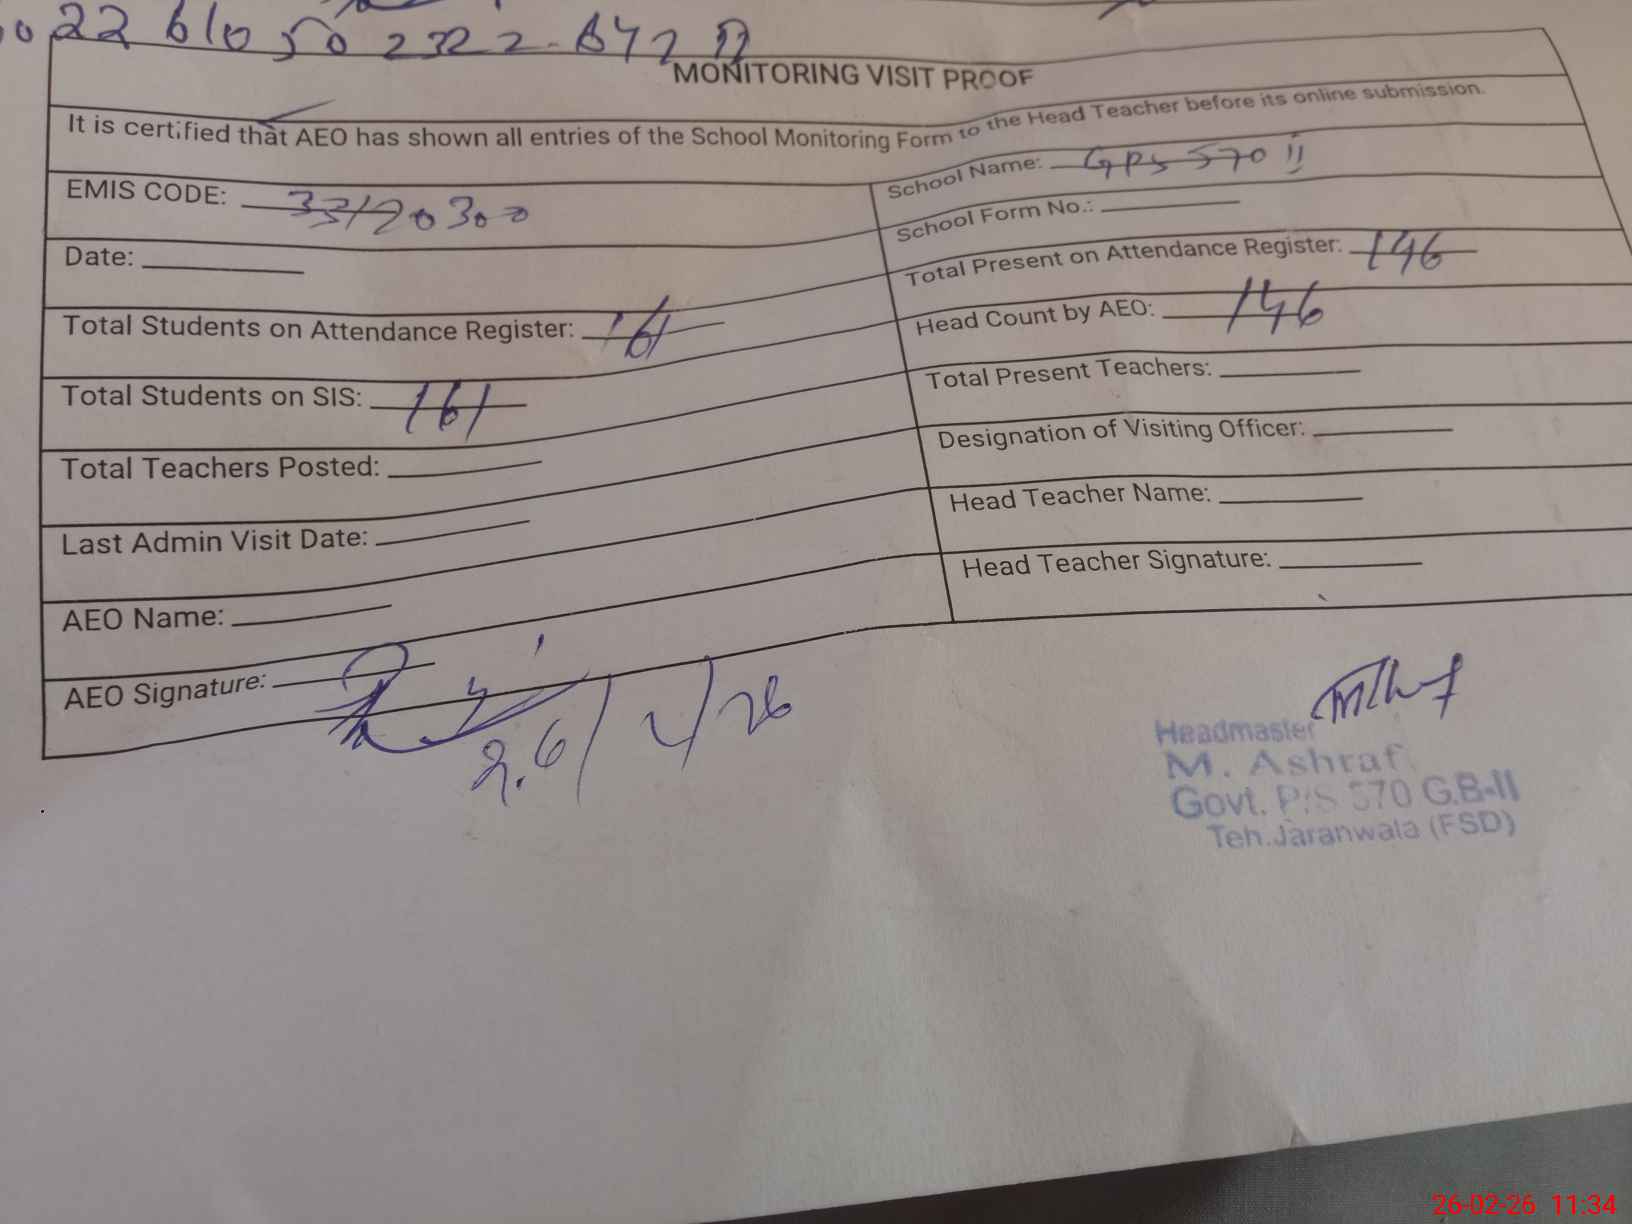 MONITORING VISIT PROOF
It is certified that AEO has shown all entries of the School Monitoring Form to the Head Teacher before its online submission.
EMIS CODE: 33120300
School Name: GPS 570 II
School Form No.:
Date:
Total Present on Attendance Register: 146
Total Students on Attendance Register: 161
Head Count by AEO: 146
Total Students on SIS: 161
Total Present Teachers:
Total Teachers Posted:
Designation of Visiting Officer:
Last Admin Visit Date:
Head Teacher Name:
AEO Name:
Head Teacher Signature:
AEO Signature:
26/2/26
Headmaster
M. Ashraf
Govt. P/S 570 G.B-II
Teh.Jaranwala (FSD)
26-02-26 11:34